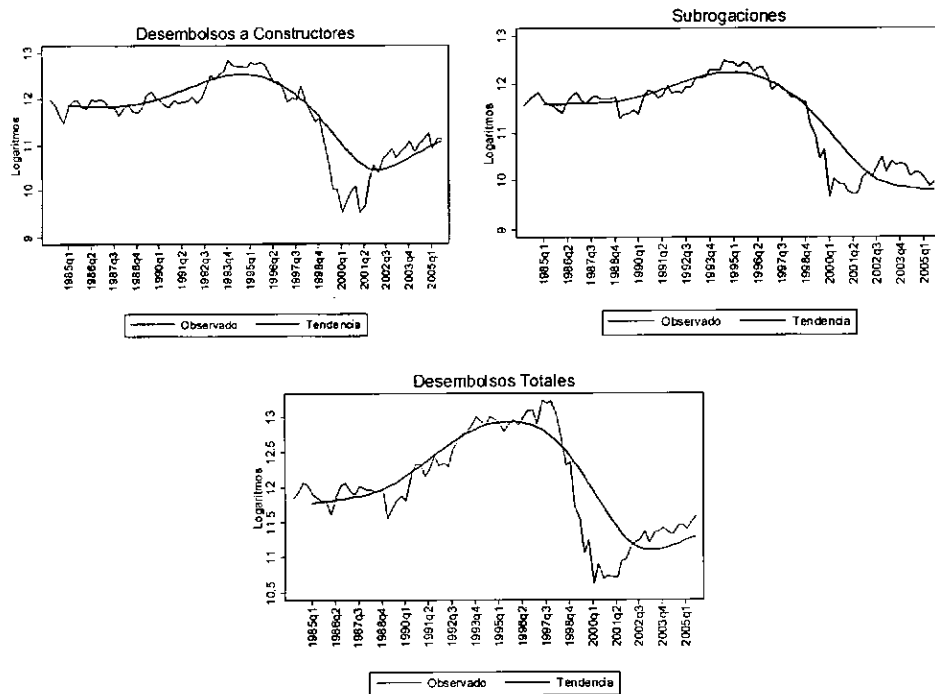 Desembolsos a Constructores
Logaritmos
13
12
11
10
9
1985q1 1986q2 1987q3 1988q4 1990q1 1991q2 1992q3 1993q4 1995q1 1996q2 1997q3 1998q4 2000q1 2001q2 2002q3 2003q4 2005q1
Observado Tendencia
Subrogaciones
Logaritmos
13
12
11
10
9
1985q1 1986q2 1987q3 1988q4 1990q1 1991q2 1992q3 1993q4 1995q1 1996q2 1997q3 1998q4 2000q1 2001q2 2002q3 2003q4 2005q1
Observado Tendencia
Desembolsos Totales
Logaritmos
13
12.5
12
11.5
11
10.5
1985q1 1986q2 1987q3 1988q4 1990q1 1991q2 1992q3 1993q4 1995q1 1996q2 1997q3 1998q4 2000q1 2001q2 2002q3 2003q4 2005q1
Observado Tendencia